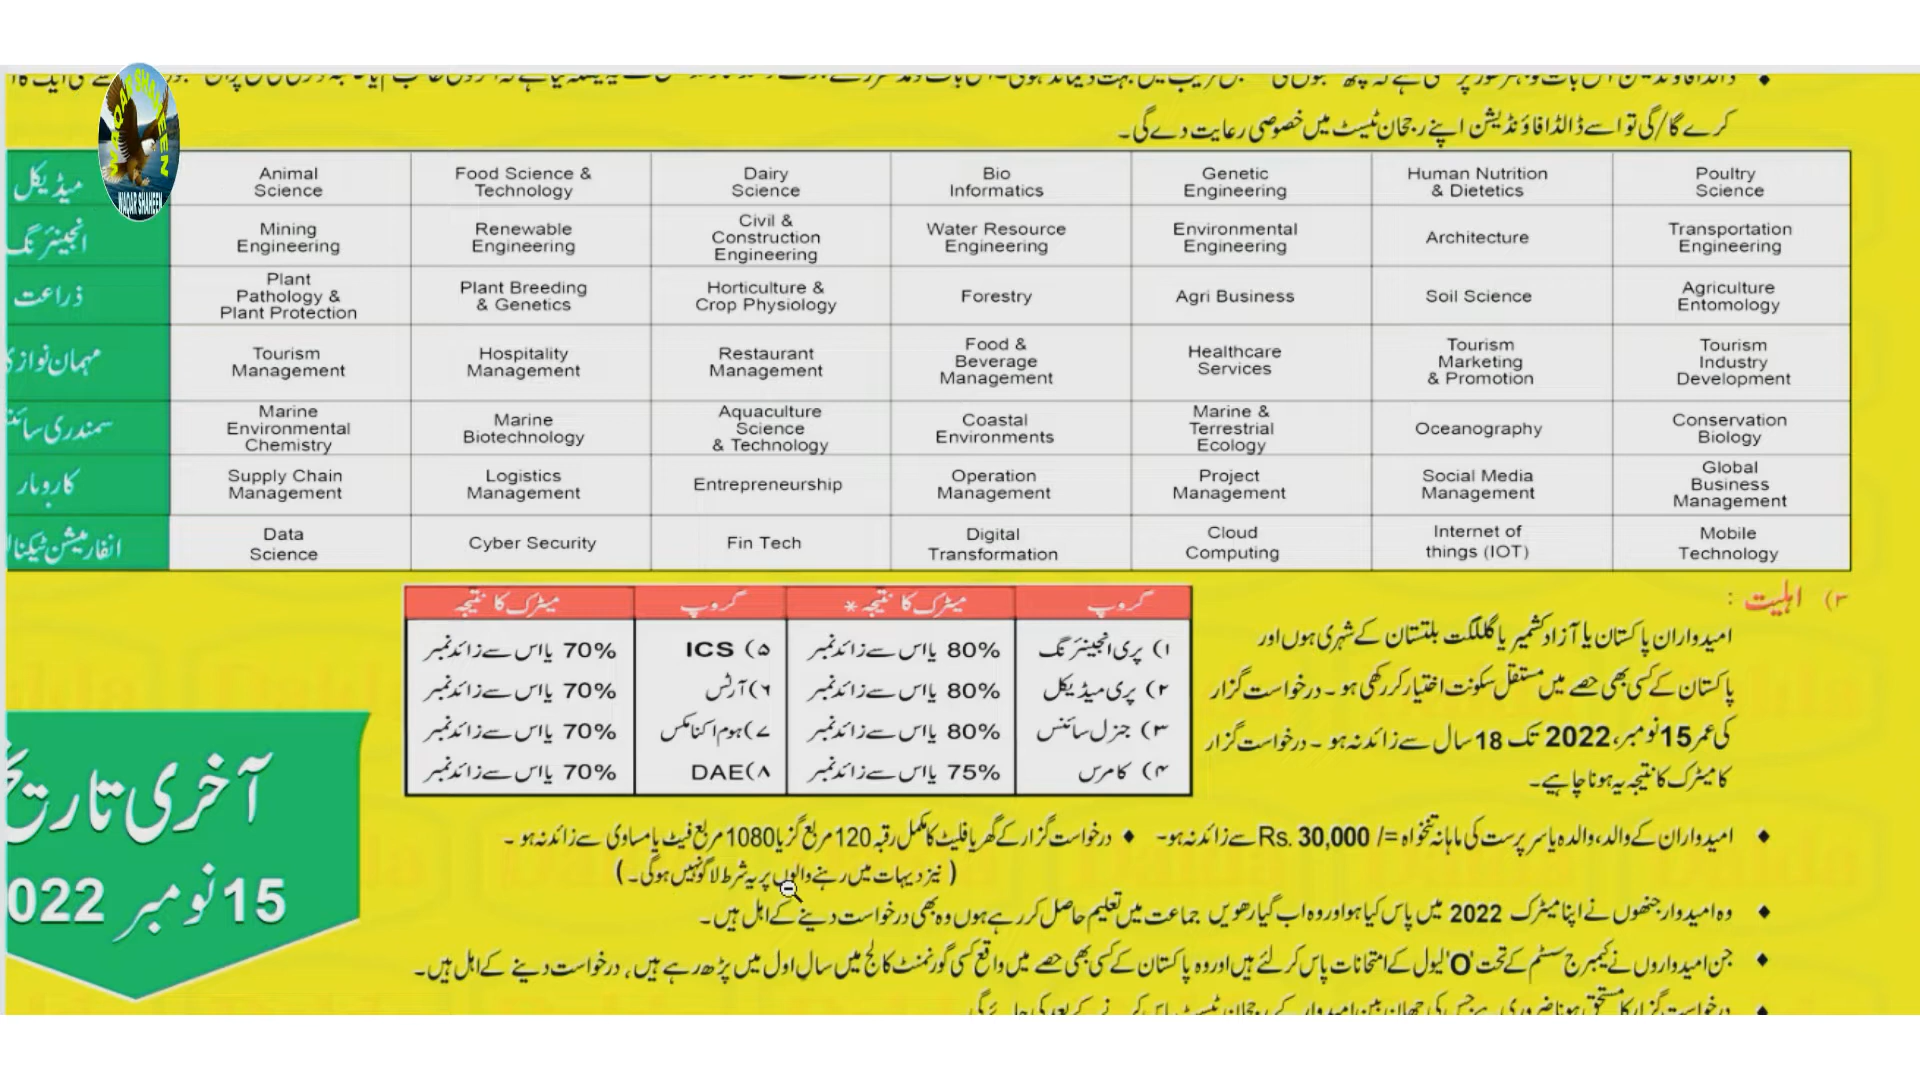 کرے گا/گی تو اسے ڈالڈا فاؤنڈیشن اپنے رجحان ٹیسٹ میں خصوصی رعایت دے گی۔
WAQAR SHAHEEN
میڈیکل
Animal Science
Food Science & Technology
Dairy Science
Bio Informatics
Genetic Engineering
Human Nutrition & Dietetics
Poultry Science
انجینئرنگ
Mining Engineering
Renewable Engineering
Civil & Construction Engineering
Water Resource Engineering
Environmental Engineering
Architecture
Transportation Engineering
ذراعت
Plant Pathology & Plant Protection
Plant Breeding & Genetics
Horticulture & Crop Physiology
Forestry
Agri Business
Soil Science
Agriculture Entomology
مہمان نوازی
Tourism Management
Hospitality Management
Restaurant Management
Food & Beverage Management
Healthcare Services
Tourism Marketing & Promotion
Tourism Industry Development
سمندری سائنس
Marine Environmental Chemistry
Marine Biotechnology
Aquaculture Science & Technology
Coastal Environments
Marine & Terrestrial Ecology
Oceanography
Conservation Biology
کاروبار
Supply Chain Management
Logistics Management
Entrepreneurship
Operation Management
Project Management
Social Media Management
Global Business Management
انفارمیشن ٹیکنا
Data Science
Cyber Security
Fin Tech
Digital Transformation
Cloud Computing
Internet of things (IOT)
Mobile Technology
۳) اہلیت :
امیدواران پاکستان یا آزاد کشمیر یا گلگت بلتستان کے شہری ہوں اور
پاکستان کے کسی بھی حصے میں مستقل سکونت اختیار کر رکھی ہو ۔ درخواست گزار
کی عمر 15 نومبر، 2022 تک 18 سال سے زائد نہ ہو ۔ درخواست گزار
کا میٹرک کا نتیجہ یہ ہونا چاہیے۔
گروپ میٹرک کا نتیجہ * گروپ میٹرک کا نتیجہ
۱) پری انجینئرنگ 80% یا اس سے زائد نمبر ۵) ICS 70% یا اس سے زائد نمبر
۲) پری میڈیکل 80% یا اس سے زائد نمبر ۶) آرٹس 70% یا اس سے زائد نمبر
۳) جنرل سائنس 80% یا اس سے زائد نمبر ۷) ہوم اکنامکس 70% یا اس سے زائد نمبر
۴) کامرس 75% یا اس سے زائد نمبر ۸) DAE 70% یا اس سے زائد نمبر
♦ امیدواران کے والد، والدہ یا سرپرست کی ماہانہ تنخواہ =/Rs. 30,000 سے زائد نہ ہو۔ ♦ درخواست گزار کے گھر یا فلیٹ کا مکمل رقبہ 120 مربع گز یا 1080 مربع فیٹ یا مساوی سے زائد نہ ہو ۔
( نیز دیہات میں رہنے والوں پر یہ شرط لاگو نہیں ہوگی۔ )
♦ وہ امیدوار جنھوں نے اپنا میٹرک 2022 میں پاس کیا ہو اور وہ اب گیارھویں جماعت میں تعلیم حاصل کر رہے ہوں وہ بھی درخواست دینے کے اہل ہیں۔
♦ جن امیدواروں نے کیمبرج سسٹم کے تحت 'O' لیول کے امتحانات پاس کر لئے ہیں اور وہ پاکستان کے کسی بھی حصے میں واقع کسی گورنمنٹ کالج میں سال اول میں پڑھ رہے ہیں، درخواست دینے کے اہل ہیں۔
آخری تاریخ
15 نومبر 2022